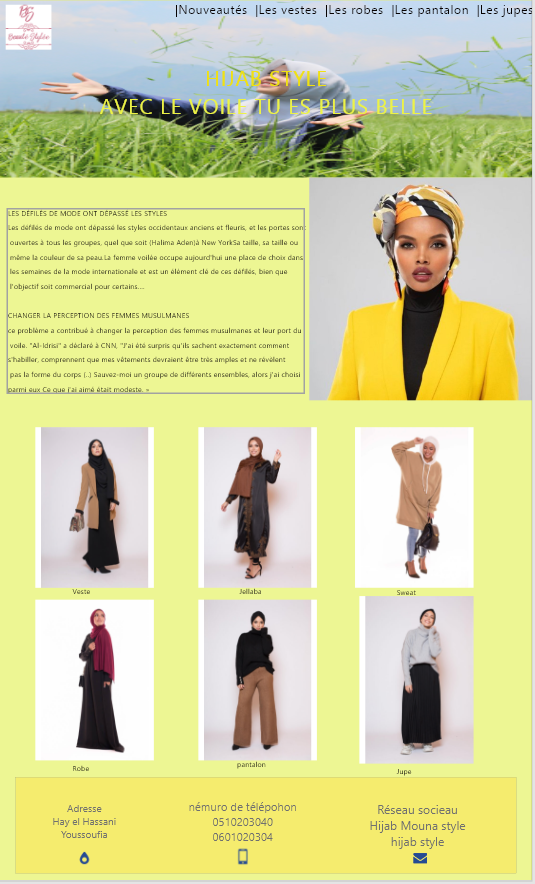 |Nouveautés |Les vestes |Les robes |Les pantalon |Les jupes
BS
Beauté Stylée
HIJAB STYLE
AVEC LE VOILE TU ES PLUS BELLE
LES DÉFILÉS DE MODE ONT DÉPASSÉ LES STYLES
Les défilés de mode ont dépassé les styles occidentaux anciens et fleuris, et les portes son
ouvertes à tous les groupes, quel que soit (Halima Aden)à New YorkSa taille, sa taille ou
même la couleur de sa peau.La femme voilée occupe aujourd'hui une place de choix dans
les semaines de la mode internationale et est un élément clé de ces défilés, bien que
l'objectif soit commercial pour certains...
CHANGER LA PERCEPTION DES FEMMES MUSULMANES
ce problème a contribué à changer la perception des femmes musulmanes et leur port du
voile. "Al-Idrisi" a déclaré à CNN, "J'ai été surpris qu'ils sachent exactement comment
s'habiller, comprennent que mes vêtements devraient être très amples et ne révèlent
pas la forme du corps (..) Sauvez-moi un groupe de différents ensembles, alors j'ai choisi
parmi eux Ce que j'ai aimé était modeste. »
Veste
Jellaba
Sweat
Robe
pantalon
Jupe
Adresse
Hay el Hassani
Youssoufia
némuro de télépohon
0510203040
0601020304
Réseau socieau
Hijab Mouna style
hijab style